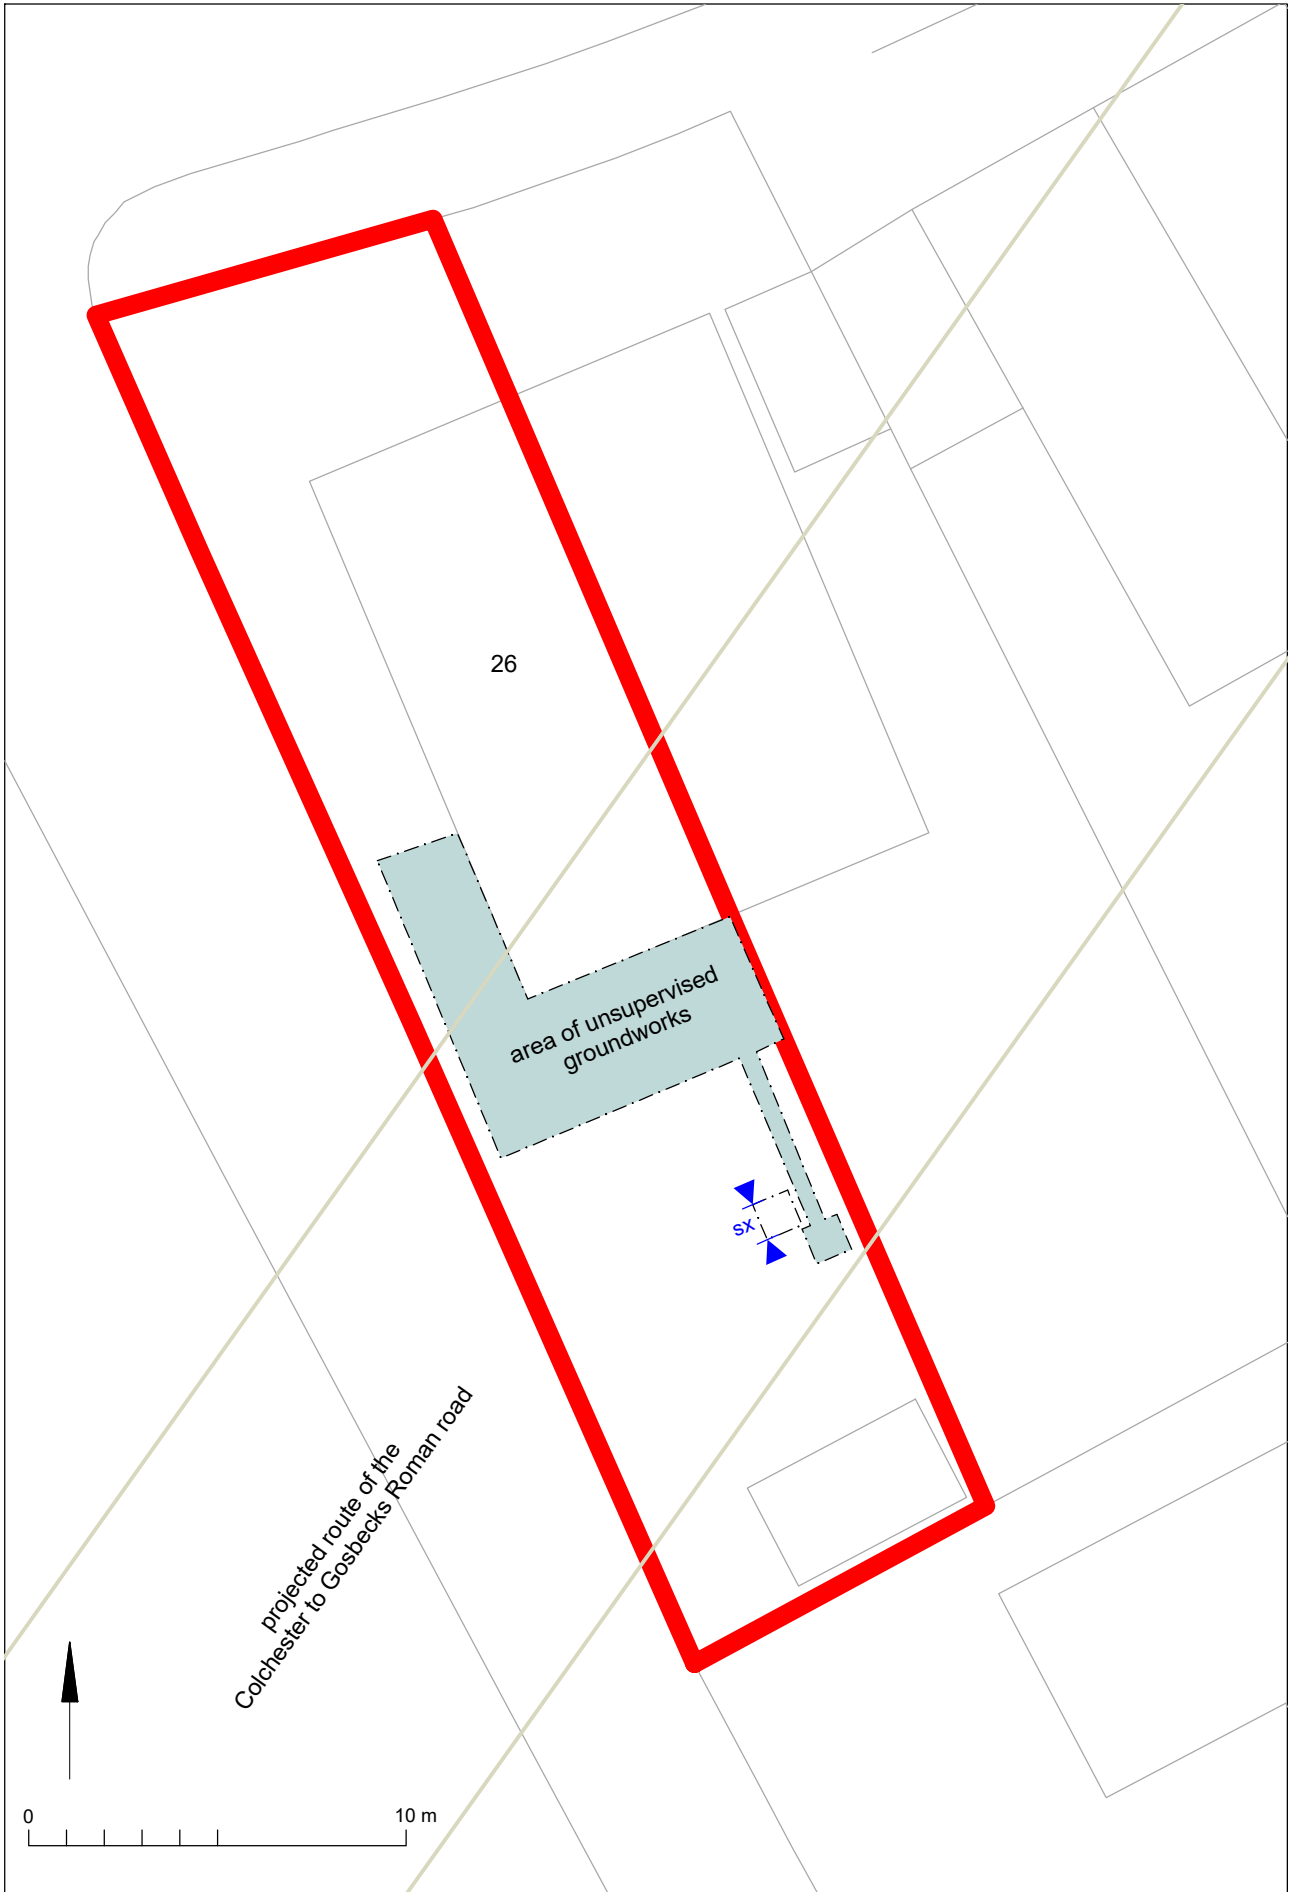 26
area of unsupervised
groundworks
sx
projected route of the
Colchester to Gosbecks Roman road
0
10 m